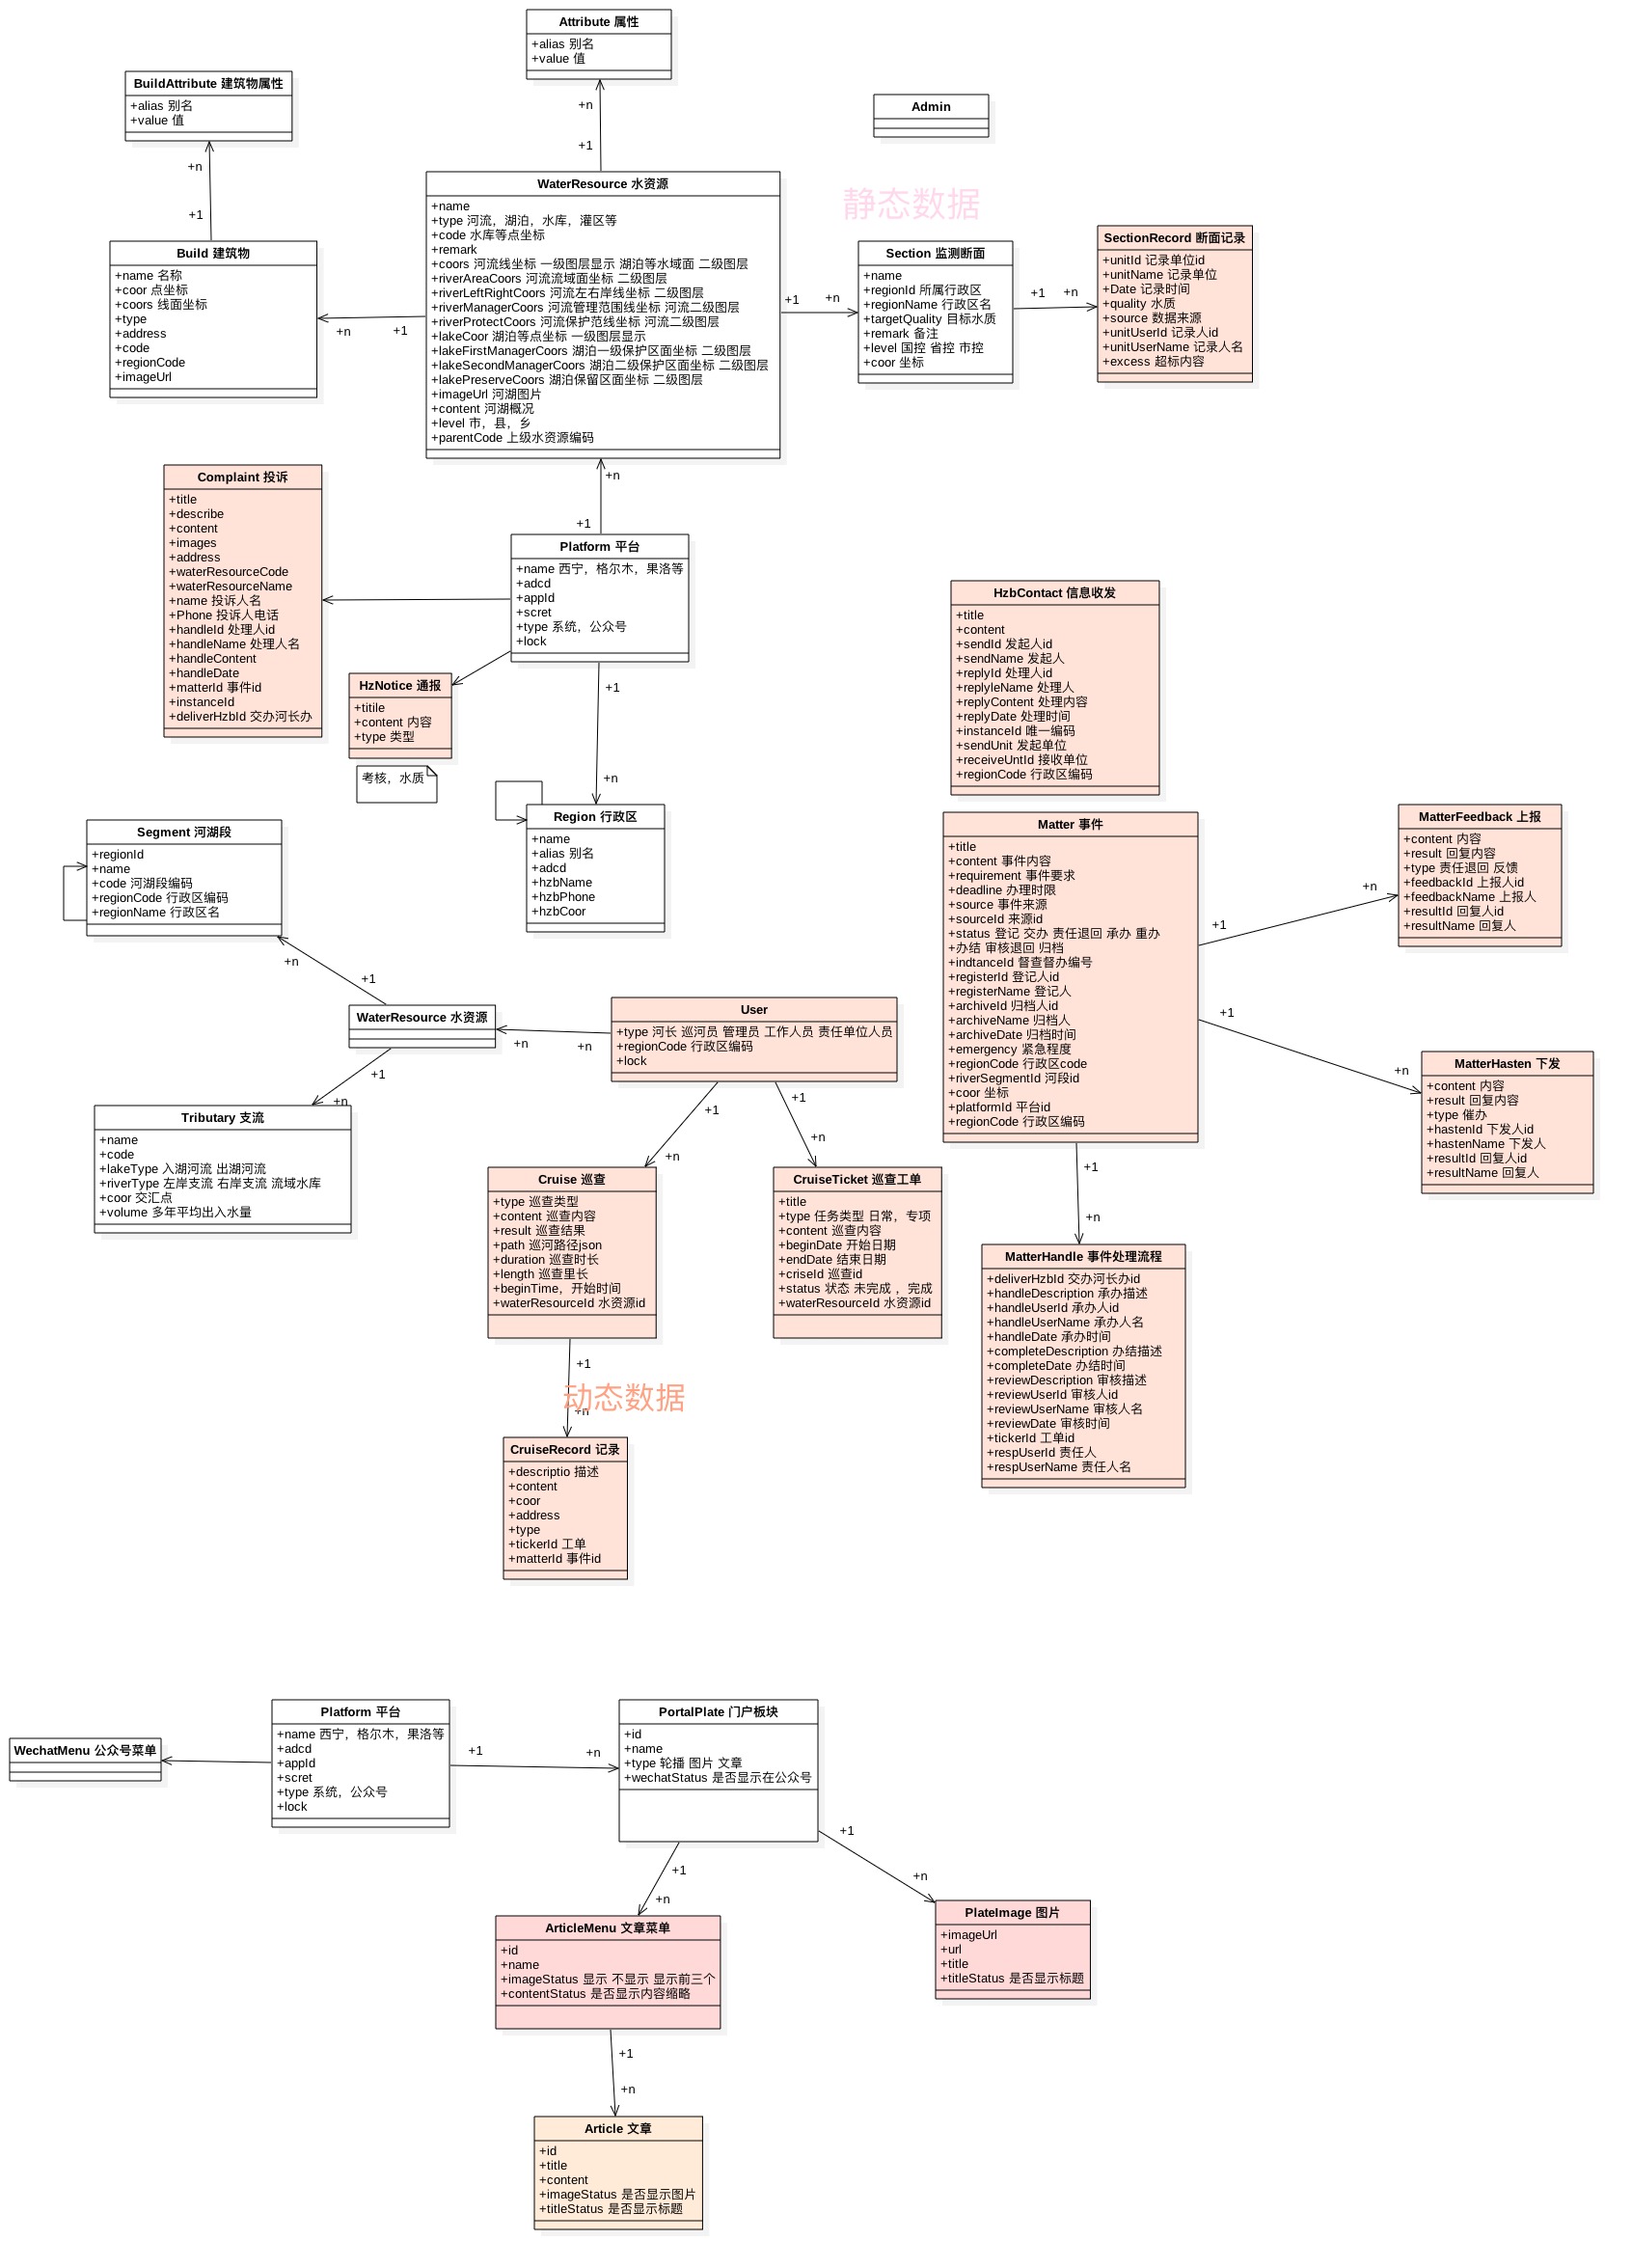 Attribute 属性
+alias 别名
+value 值
BuildAttribute 建筑物属性
+alias 别名
+value 值
Admin
+n
+1
+n
+1
WaterResource 水资源
+name
+type 河流，湖泊，水库，灌区等
+code 水库等点坐标
+remark
+coors 河流线坐标 一级图层显示 湖泊等水域面 二级图层
+riverAreaCoors 河流流域面坐标 二级图层
+riverLeftRightCoors 河流左右岸线坐标 二级图层
+riverManagerCoors 河流管理范围线坐标 河流二级图层
+riverProtectCoors 河流保护范线坐标 河流二级图层
+lakeCoor 湖泊等点坐标 一级图层显示
+lakeFirstManagerCoors 湖泊一级保护区面坐标 二级图层
+lakeSecondManagerCoors 湖泊二级保护区面坐标 二级图层
+lakePreserveCoors 湖泊保留区面坐标 二级图层
+imageUrl 河湖图片
+content 河湖概况
+level 市，县，乡
+parentCode 上级水资源编码
静态数据
Build 建筑物
+name 名称
+coor 点坐标
+coors 线面坐标
+type
+address
+code
+regionCode
+imageUrl
+n
+1
+1
+n
Section 监测断面
+name
+regionId 所属行政区
+regionName 行政区名
+targetQuality 目标水质
+remark 备注
+level 国控 省控 市控
+coor 坐标
+1
+n
SectionRecord 断面记录
+unitId 记录单位id
+unitName 记录单位
+Date 记录时间
+quality 水质
+source 数据来源
+unitUserId 记录人id
+unitUserName 记录人名
+excess 超标内容
+n
+1
Complaint 投诉
+title
+describe
+content
+images
+address
+waterResourceCode
+waterResourceName
+name 投诉人名
+Phone 投诉人电话
+handleId 处理人id
+handleName 处理人名
+handleContent
+handleDate
+matterId 事件id
+instanceId
+deliverHzbId 交办河长办
Platform 平台
+name 西宁，格尔木，果洛等
+adcd
+appId
+scret
+type 系统，公众号
+lock
HzNotice 通报
+titile
+content 内容
+type 类型
考核，水质
+1
+n
Region 行政区
+name
+alias 别名
+adcd
+hzbName
+hzbPhone
+hzbCoor
HzbContact 信息收发
+title
+content
+sendId 发起人id
+sendName 发起人
+replyId 处理人id
+replyleName 处理人
+replyContent 处理内容
+replyDate 处理时间
+instanceId 唯一编码
+sendUnit 发起单位
+receiveUntId 接收单位
+regionCode 行政区编码
Matter 事件
+title
+content 事件内容
+requirement 事件要求
+deadline 办理时限
+source 事件来源
+sourceId 来源id
+status 登记 交办 责任退回 承办 重办
+办结 审核退回 归档
+indtanceId 督查督办编号
+registerId 登记人id
+registerName 登记人
+archiveId 归档人id
+archiveName 归档人
+archiveDate 归档时间
+emergency 紧急程度
+regionCode 行政区code
+riverSegmentId 河段id
+coor 坐标
+platformId 平台id
+regionCode 行政区编码
+1
+n
MatterFeedback 上报
+content 内容
+result 回复内容
+type 责任退回 反馈
+feedbackId 上报人id
+feedbackName 上报人
+resultId 回复人id
+resultName 回复人
+1
+n
MatterHasten 下发
+content 内容
+result 回复内容
+type 催办
+hastenId 下发人id
+hastenName 下发人
+resultId 回复人id
+resultName 回复人
+1
+n
MatterHandle 事件处理流程
+deliverHzbId 交办河长办id
+handleDescription 承办描述
+handleUserId 承办人id
+handleUserName 承办人名
+handleDate 承办时间
+completeDescription 办结描述
+completeDate 办结时间
+reviewDescription 审核描述
+reviewUserId 审核人id
+reviewUserName 审核人名
+reviewDate 审核时间
+tickerId 工单id
+respUserId 责任人
+respUserName 责任人名
Segment 河湖段
+regionId
+name
+code 河湖段编码
+regionCode 行政区编码
+regionName 行政区名
+n
+1
WaterResource 水资源
+n
+n
User
+type 河长 巡河员 管理员 工作人员 责任单位人员
+regionCode 行政区编码
+lock
+1
+n
Tributary 支流
+name
+code
+lakeType 入湖河流 出湖河流
+riverType 左岸支流 右岸支流 流域水库
+coor 交汇点
+volume 多年平均出入水量
+1
+n
+1
+n
Cruise 巡查
+type 巡查类型
+content 巡查内容
+result 巡查结果
+path 巡河路径json
+duration 巡查时长
+length 巡查里长
+beginTime，开始时间
+waterResourceId 水资源id
CruiseTicket 巡查工单
+title
+type 任务类型 日常，专项
+content 巡查内容
+beginDate 开始日期
+endDate 结束日期
+criseId 巡查id
+status 状态 未完成 ，完成
+waterResourceId 水资源id
+1
动态数据
+n
CruiseRecord 记录
+descriptio 描述
+content
+coor
+address
+type
+tickerId 工单
+matterId 事件id
WechatMenu 公众号菜单
Platform 平台
+name 西宁，格尔木，果洛等
+adcd
+appId
+scret
+type 系统，公众号
+lock
+1
+n
PortalPlate 门户板块
+id
+name
+type 轮播 图片 文章
+wechatStatus 是否显示在公众号
+1
+n
+1
+n
PlateImage 图片
+imageUrl
+url
+title
+titleStatus 是否显示标题
ArticleMenu 文章菜单
+id
+name
+imageStatus 显示 不显示 显示前三个
+contentStatus 是否显示内容缩略
+1
+n
Article 文章
+id
+title
+content
+imageStatus 是否显示图片
+titleStatus 是否显示标题